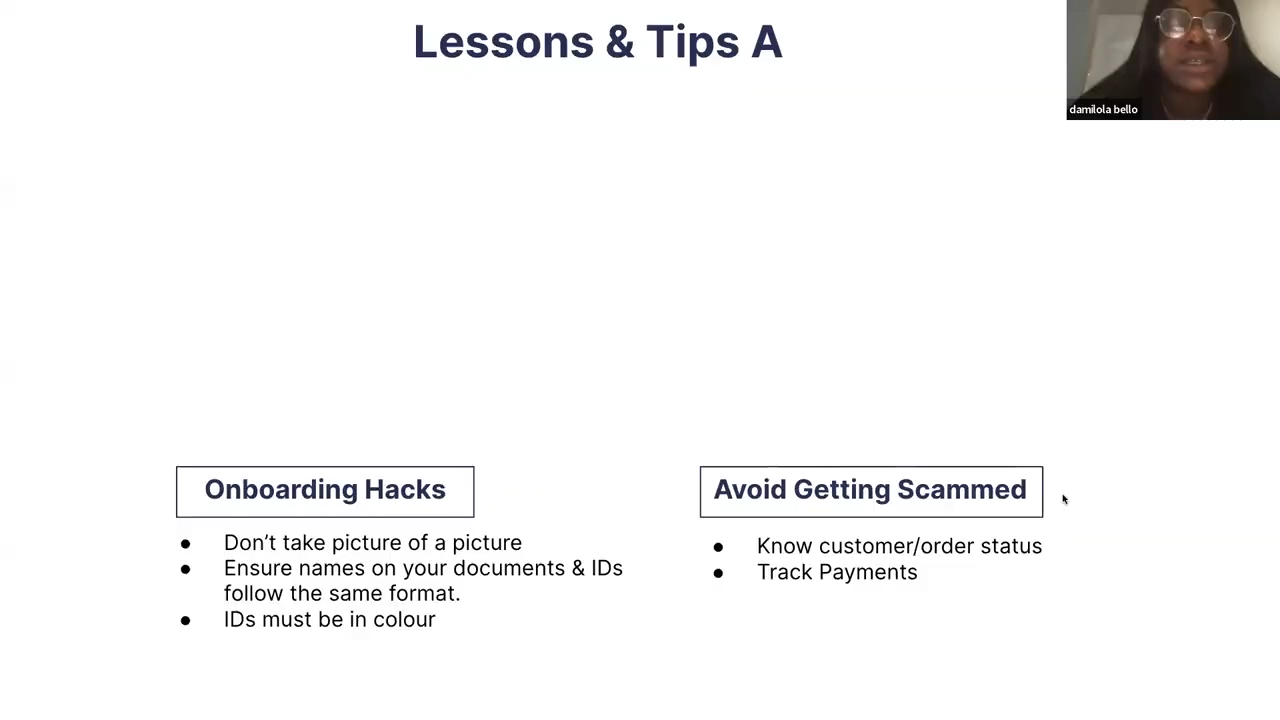 Lessons & Tips A
damilola bello
Onboarding Hacks
Don’t take picture of a picture
Ensure names on your documents & IDs
follow the same format.
IDs must be in colour
Avoid Getting Scammed
Know customer/order status
Track Payments